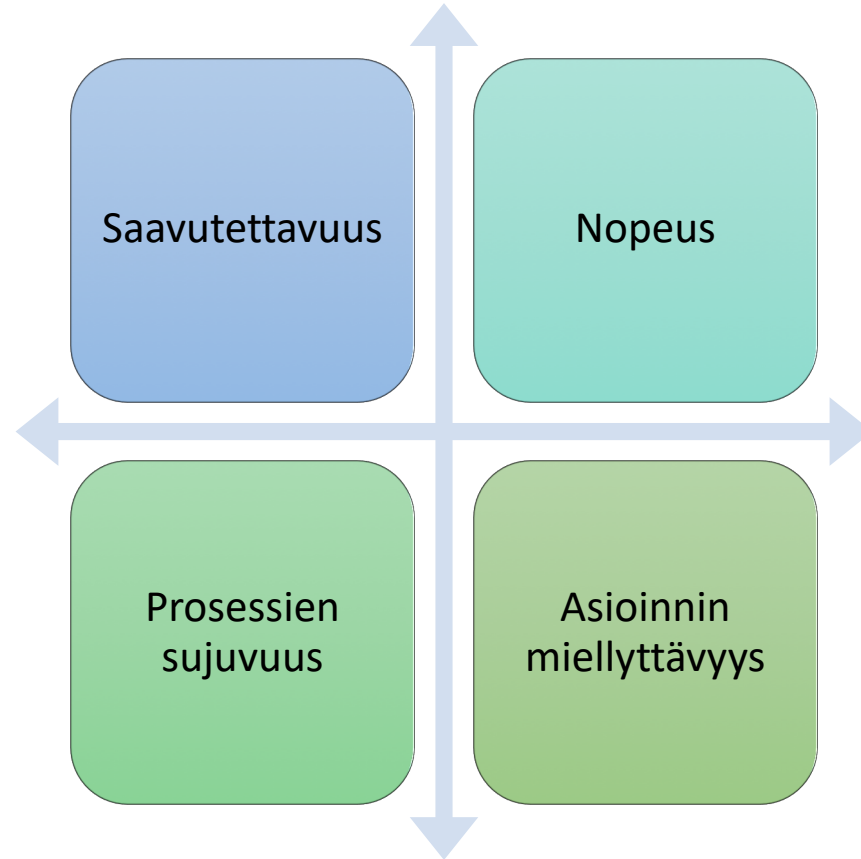 Saavutettavuus
Nopeus
Prosessien
sujuvuus
Asioinnin
miellyttävyys